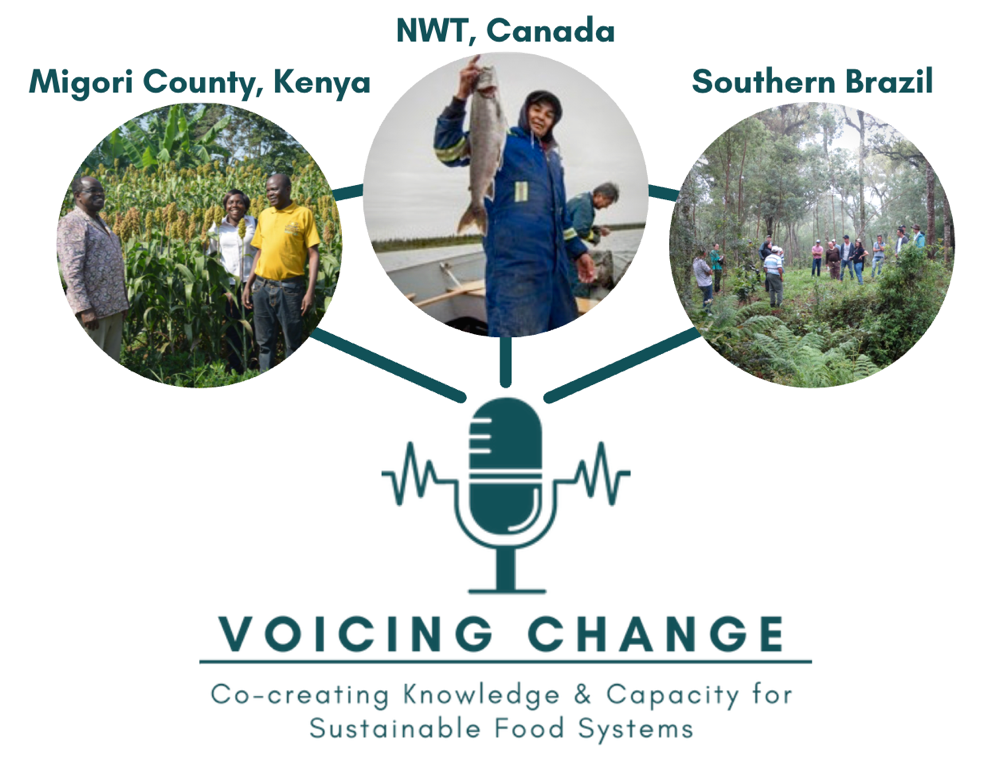 NWT, Canada
Migori County, Kenya
Southern Brazil
VOICING CHANGE
Co-creating Knowledge & Capacity for
Sustainable Food Systems